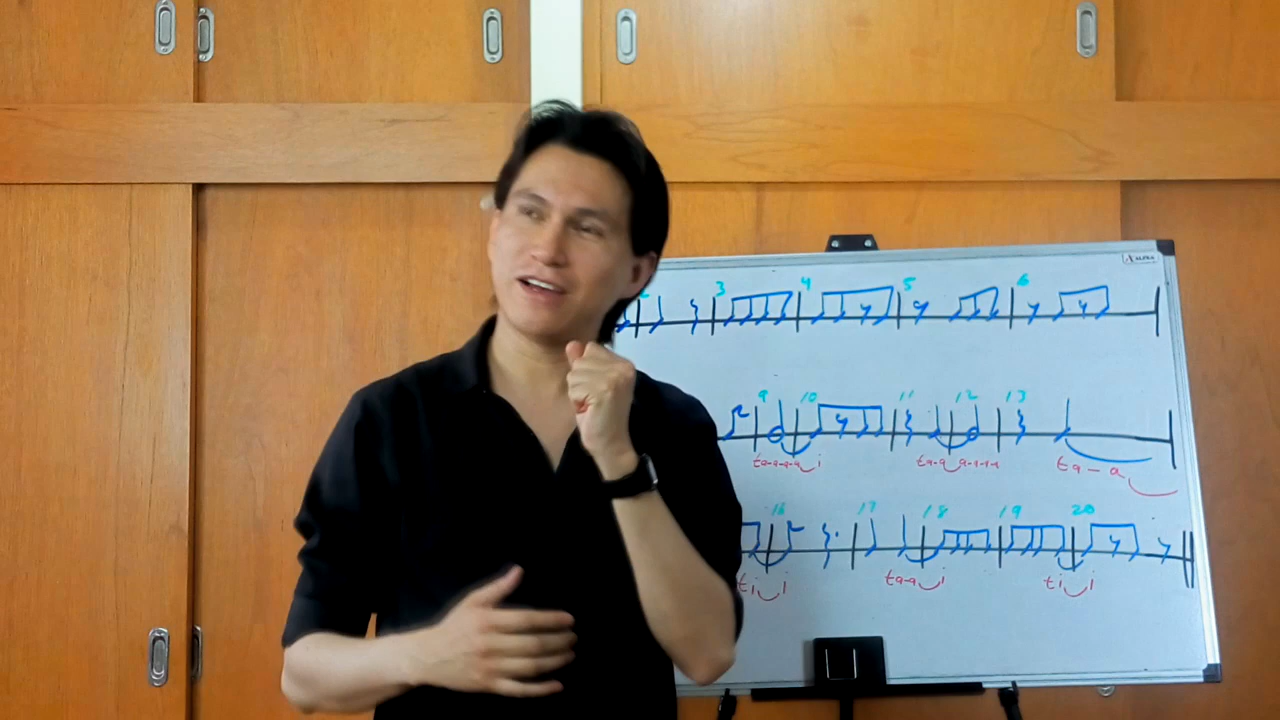 2 3 4 5 6
9 10 11 12 13
ta-a-a-a i ta-a a-a-a-a ta-a
16 17 18 19 20
ti i ta-a i ti i